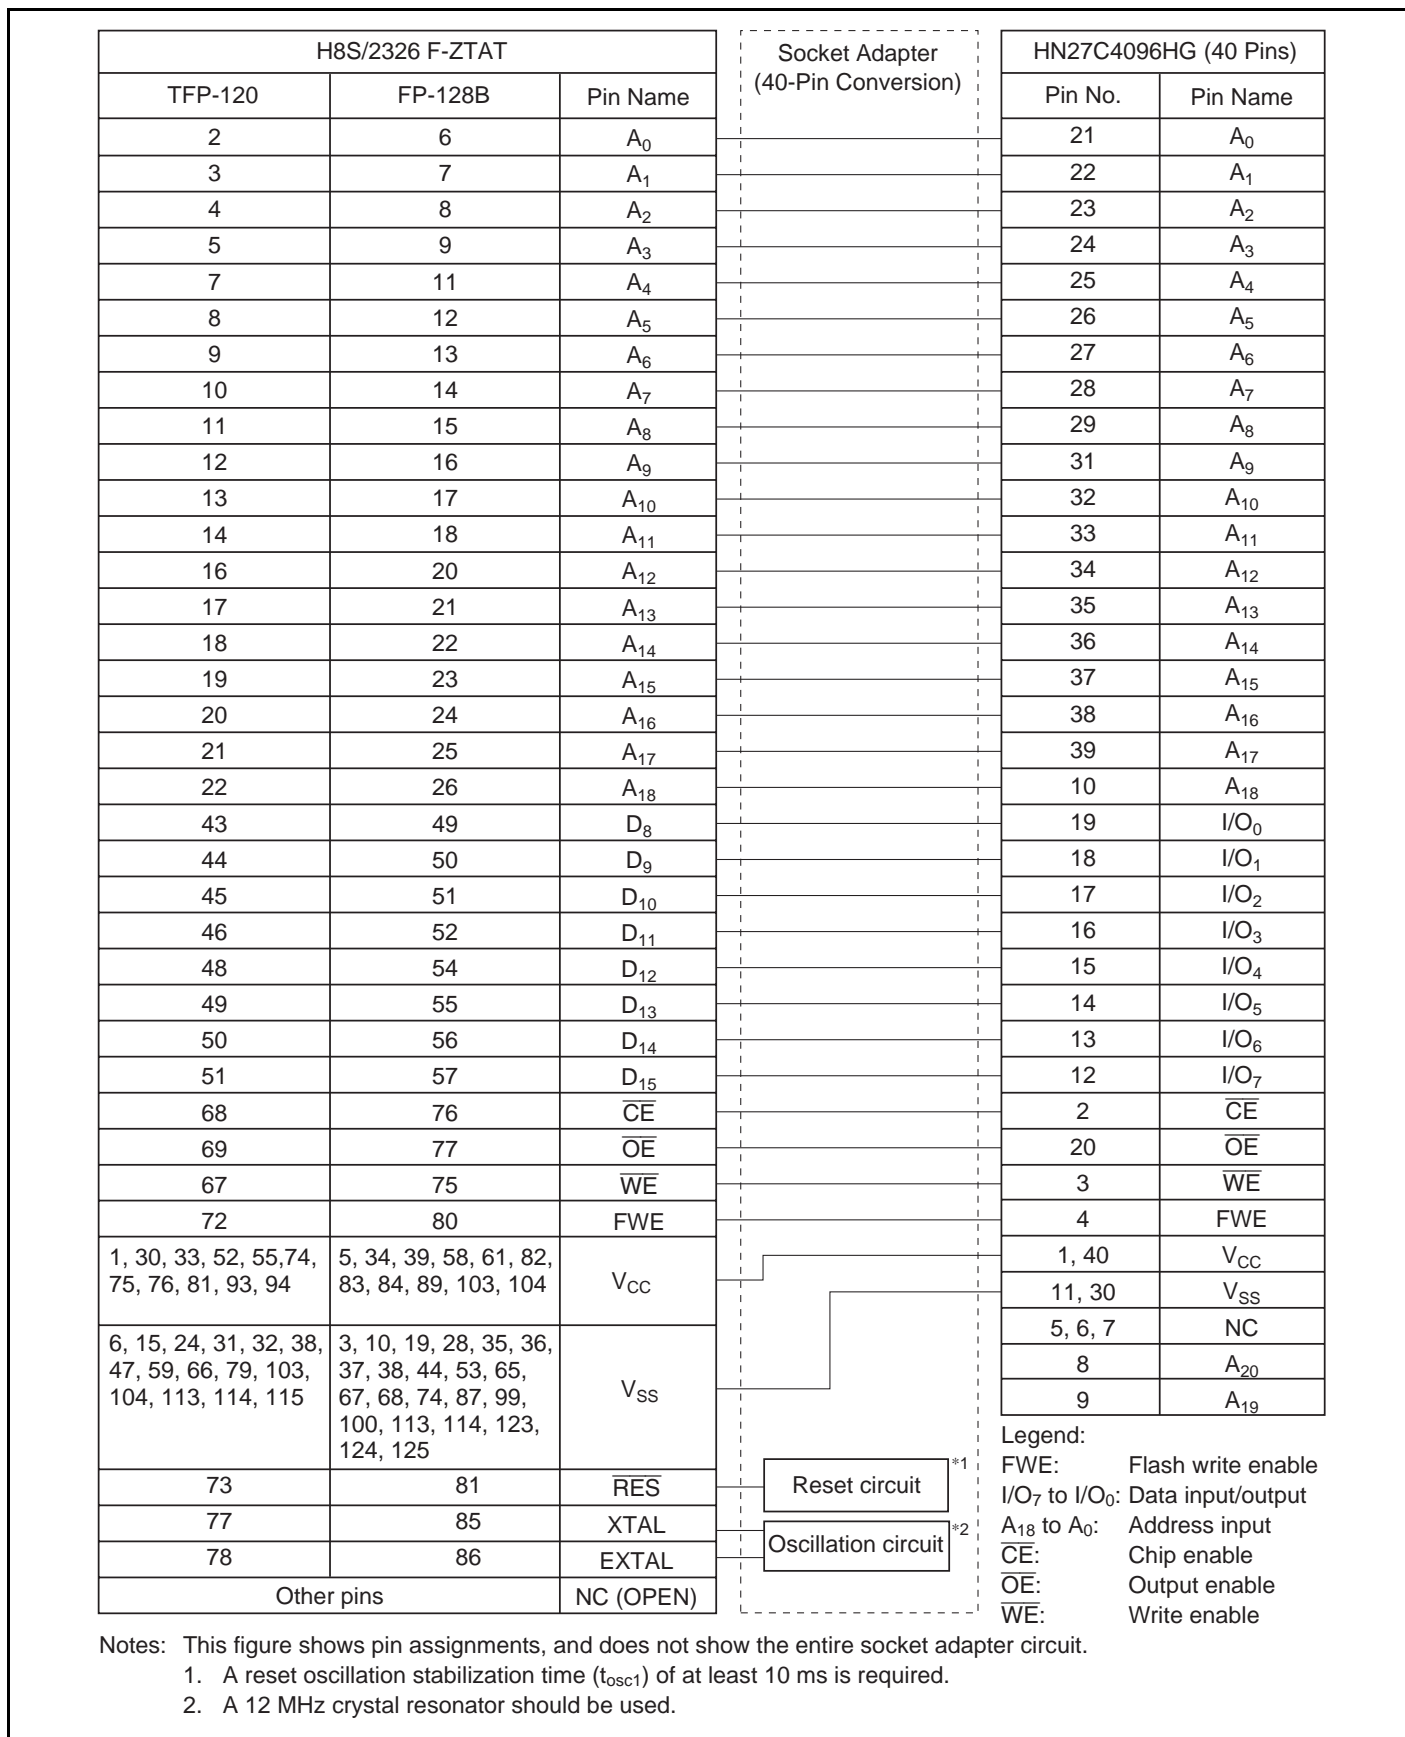 H8S/2326 F-ZTAT
TFP-120 FP-128B Pin Name
2 6 A0
3 7 A1
4 8 A2
5 9 A3
7 11 A4
8 12 A5
9 13 A6
10 14 A7
11 15 A8
12 16 A9
13 17 A10
14 18 A11
16 20 A12
17 21 A13
18 22 A14
19 23 A15
20 24 A16
21 25 A17
22 26 A18
43 49 D8
44 50 D9
45 51 D10
46 52 D11
48 54 D12
49 55 D13
50 56 D14
51 57 D15
68 76 C̅E̅
69 77 O̅E̅
67 75 W̅E̅
72 80 FWE
1, 30, 33, 52, 55,74,
75, 76, 81, 93, 94
5, 34, 39, 58, 61, 82,
83, 84, 89, 103, 104
VCC
6, 15, 24, 31, 32, 38,
47, 59, 66, 79, 103,
104, 113, 114, 115
3, 10, 19, 28, 35, 36,
37, 38, 44, 53, 65,
67, 68, 74, 87, 99,
100, 113, 114, 123,
124, 125
VSS
73 81 R̅E̅S̅
77 85 XTAL
78 86 EXTAL
Other pins NC (OPEN)
Socket Adapter
(40-Pin Conversion)
Reset circuit *1
Oscillation circuit *2
HN27C4096HG (40 Pins)
Pin No. Pin Name
21 A0
22 A1
23 A2
24 A3
25 A4
26 A5
27 A6
28 A7
29 A8
31 A9
32 A10
33 A11
34 A12
35 A13
36 A14
37 A15
38 A16
39 A17
10 A18
19 I/O0
18 I/O1
17 I/O2
16 I/O3
15 I/O4
14 I/O5
13 I/O6
12 I/O7
2 C̅E̅
20 O̅E̅
3 W̅E̅
4 FWE
1, 40 VCC
11, 30 VSS
5, 6, 7 NC
8 A20
9 A19
Legend:
FWE: Flash write enable
I/O7 to I/O0: Data input/output
A18 to A0: Address input
C̅E̅: Chip enable
O̅E̅: Output enable
W̅E̅: Write enable
Notes: This figure shows pin assignments, and does not show the entire socket adapter circuit.
1. A reset oscillation stabilization time (tosc1) of at least 10 ms is required.
2. A 12 MHz crystal resonator should be used.